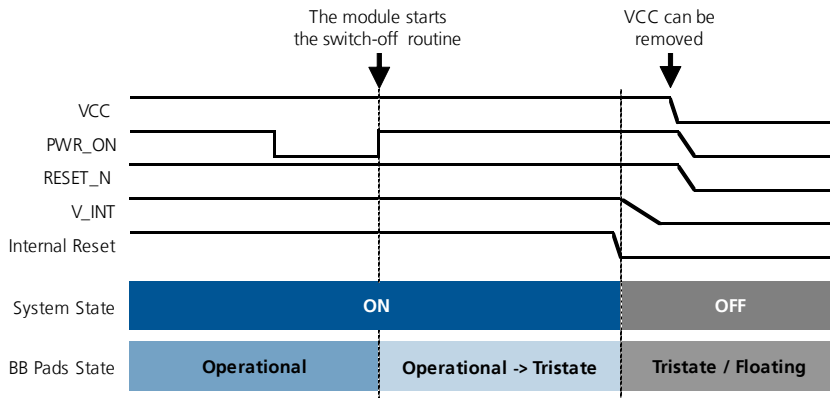 The module starts
the switch-off routine
VCC can be
removed
VCC
PWR_ON
RESET_N
V_INT
Internal Reset
System State
ON
OFF
BB Pads State
Operational
Operational -> Tristate
Tristate / Floating